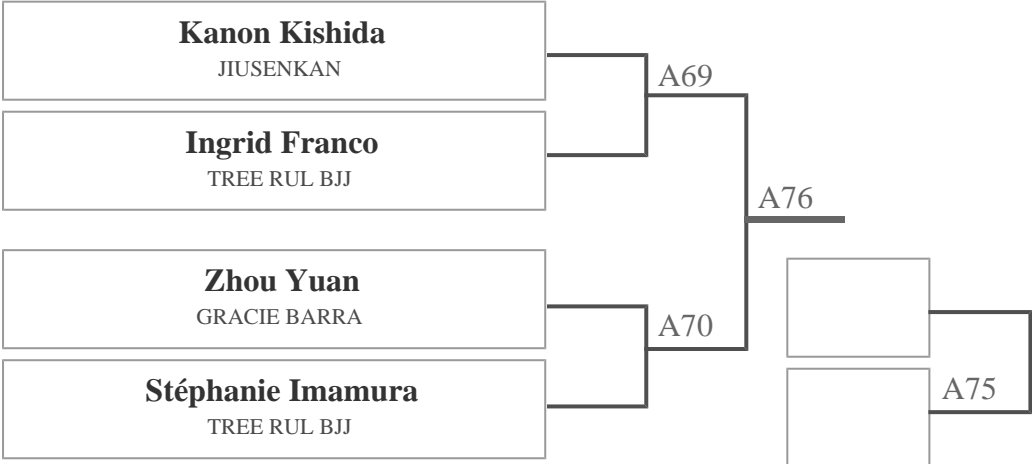 Kanon Kishida
JIUSENKAN
A69
Ingrid Franco
TREE RUL BJJ
A76
Zhou Yuan
GRACIE BARRA
A70
Stéphanie Imamura
TREE RUL BJJ
A75